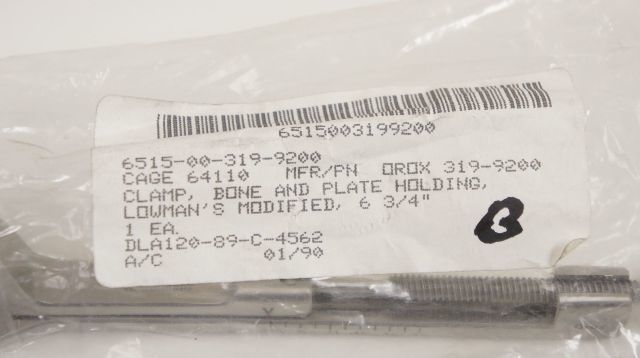 6515003199200
6515-00-319-9200
CAGE 64110 MFR/PN OROX 319-9200
CLAMP, BONE AND PLATE HOLDING,
LOWMAN'S MODIFIED, 6 3/4"
1 EA.
DLA120-89-C-4562
A/C 01/90
B